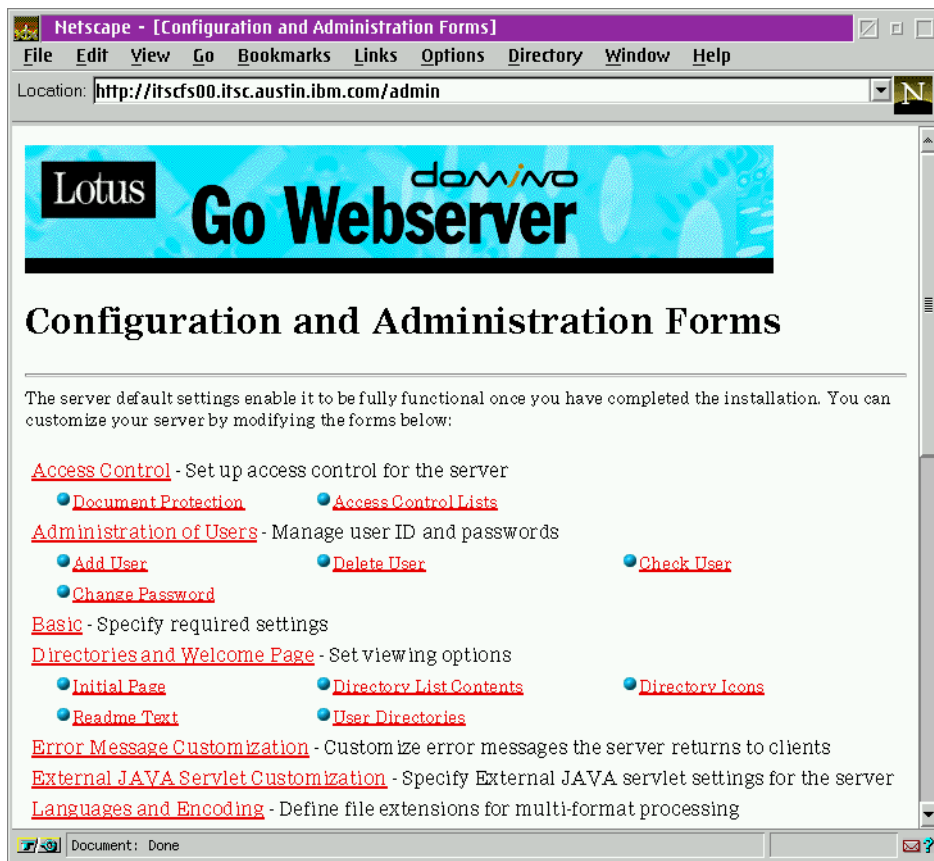 Netscape - [Configuration and Administration Forms]
File Edit View Go Bookmarks Links Options Directory Window Help
Location: http://itscfs00.itsc.austin.ibm.com/admin
N
Lotus
domino
Go Webserver
Configuration and Administration Forms
The server default settings enable it to be fully functional once you have completed the installation. You can
customize your server by modifying the forms below:
Access Control - Set up access control for the server
Document Protection Access Control Lists
Administration of Users - Manage user ID and passwords
Add User Delete User Check User
Change Password
Basic - Specify required settings
Directories and Welcome Page - Set viewing options
Initial Page Directory List Contents Directory Icons
Readme Text User Directories
Error Message Customization - Customize error messages the server returns to clients
External JAVA Servlet Customization - Specify External JAVA servlet settings for the server
Languages and Encoding - Define file extensions for multi-format processing
Document: Done
?